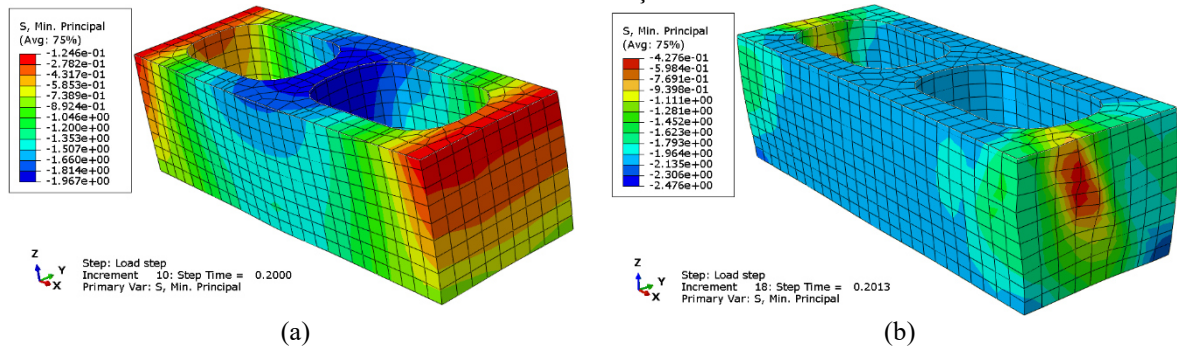 S, Min. Principal
(Avg: 75%)
-1.246e-01
-2.782e-01
-4.317e-01
-5.853e-01
-7.389e-01
-8.924e-01
-1.046e+00
-1.200e+00
-1.353e+00
-1.507e+00
-1.660e+00
-1.814e+00
-1.967e+00
Z
Y
X
Step: Load step
Increment 10: Step Time = 0.2000
Primary Var: S, Min. Principal
(a)
S, Min. Principal
(Avg: 75%)
-4.276e-01
-5.984e-01
-7.691e-01
-9.398e-01
-1.111e+00
-1.281e+00
-1.452e+00
-1.623e+00
-1.793e+00
-1.964e+00
-2.135e+00
-2.306e+00
-2.476e+00
Z
Y
X
Step: Load step
Increment 18: Step Time = 0.2013
Primary Var: S, Min. Principal
(b)